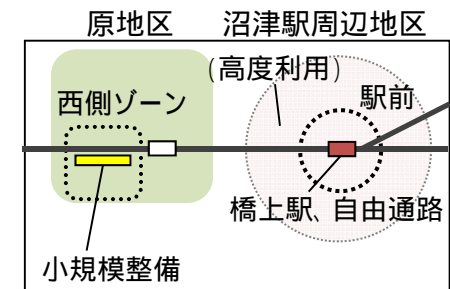 原地区
沼津駅周辺地区
(高度利用)
西側ゾーン
駅前
橋上駅、自由通路
小規模整備